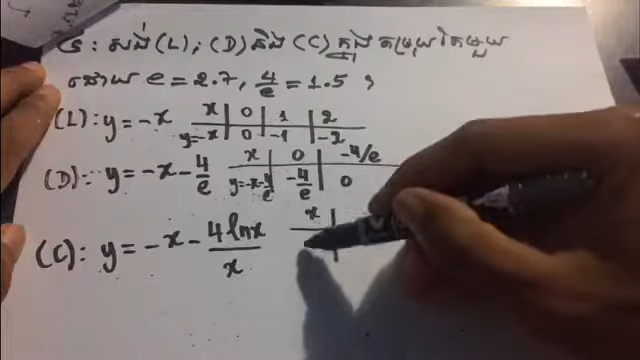 ខ : សង់ (L) ; (D) និង (C) ក្នុង តម្រុយតែមួយ
ដោយ e = 2.7, 4/e = 1.5 ,
(L) : y = -x x 0 1 2
y = -x 0 -1 -2
(D) : y = -x - 4/e x 0 -4/e
y = -x - 4/e -4/e 0
(C) : y = -x - 4lnx/x x